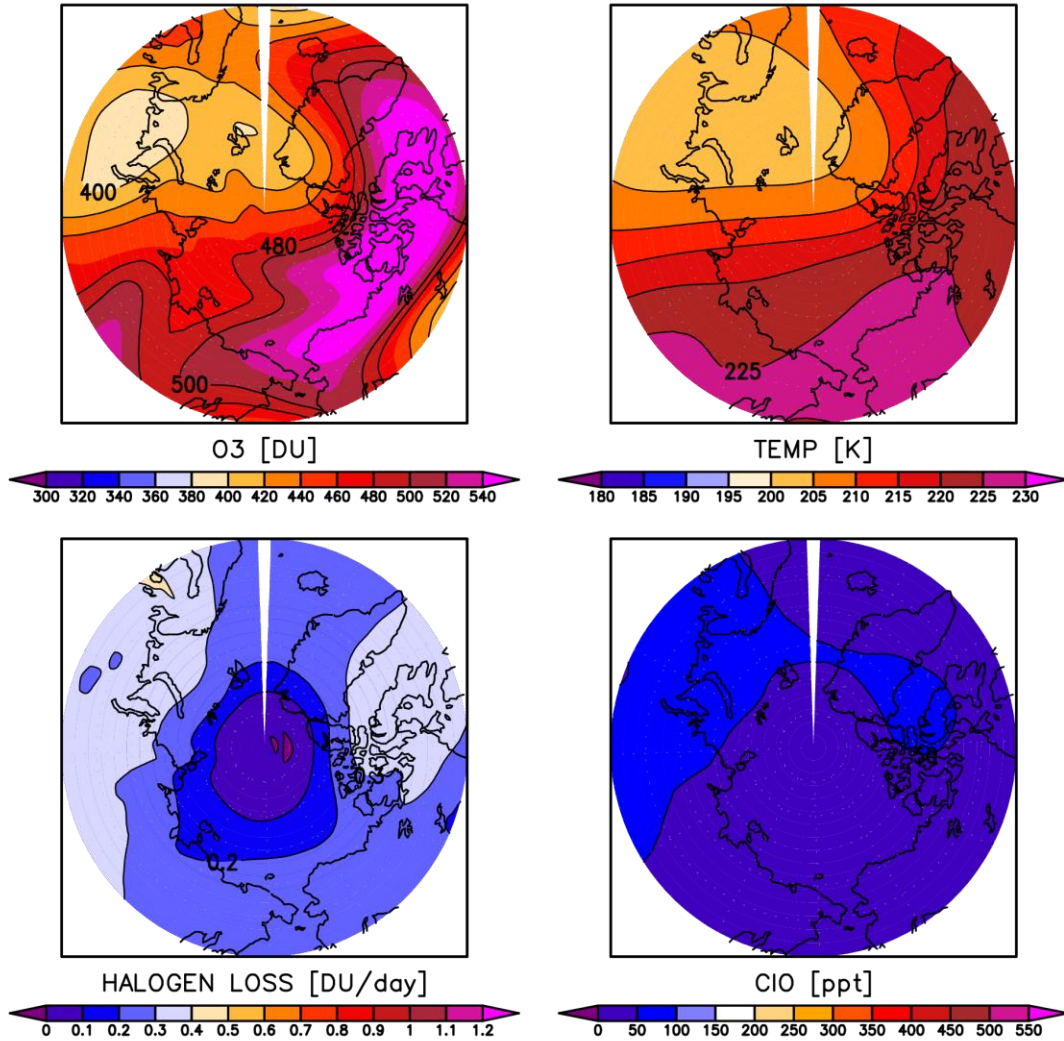 400
480
500
O3 [DU]
300 320 340 360 380 400 420 440 460 480 500 520 540
225
TEMP [K]
180 185 190 195 200 205 210 215 220 225 230
0.2
HALOGEN LOSS [DU/day]
0 0.1 0.2 0.3 0.4 0.5 0.6 0.7 0.8 0.9 1 1.1 1.2
ClO [ppt]
0 50 100 150 200 250 300 350 400 450 500 550